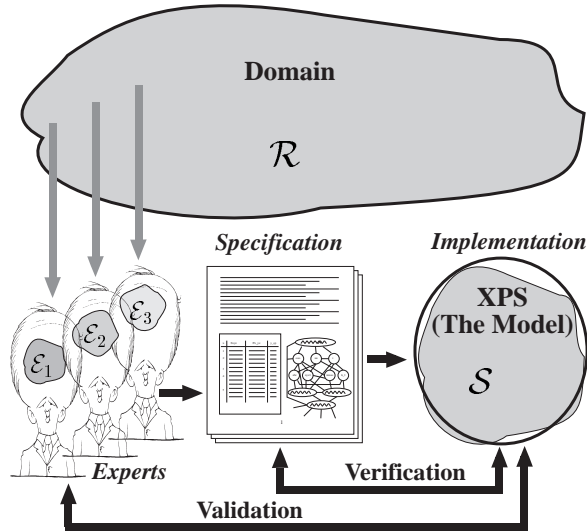 Domain
ℛ
Specification
Implementation
XPS
(The Model)
ℰ₃
ℰ₂
ℰ₁
𝒮
Experts
Verification
Validation